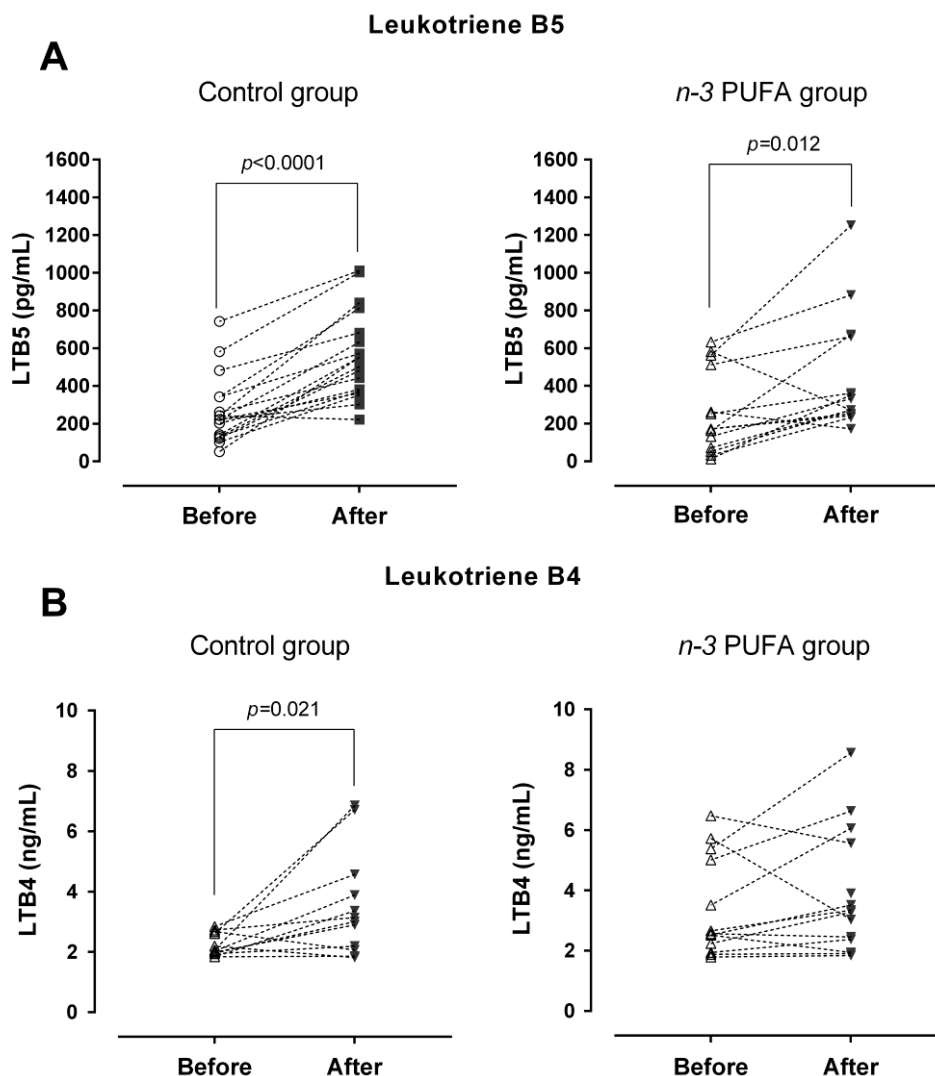 Leukotriene B5
A
Control group
n-3 PUFA group
p<0.0001
p=0.012
LTB5 (pg/mL)
1600
1400
1200
1000
800
600
400
200
0
Before After
LTB5 (pg/mL)
1600
1400
1200
1000
800
600
400
200
0
Before After
Leukotriene B4
B
Control group
n-3 PUFA group
p=0.021
LTB4 (ng/mL)
10
8
6
4
2
0
Before After
LTB4 (ng/mL)
10
8
6
4
2
0
Before After